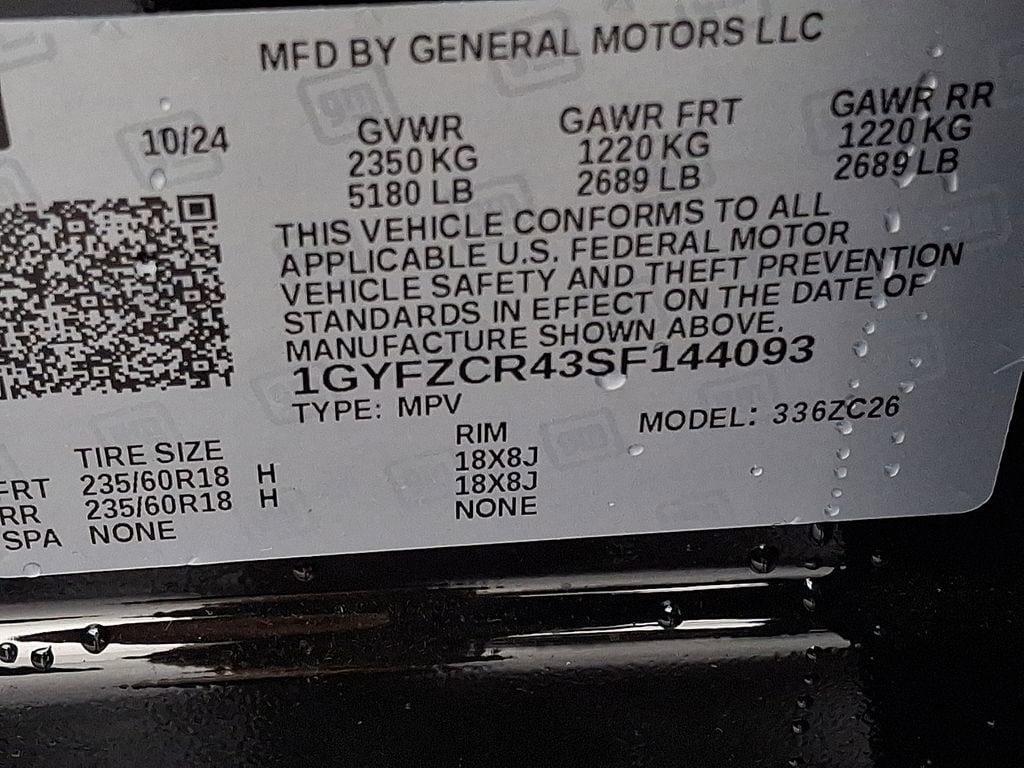 MFD BY GENERAL MOTORS LLC
10/24
GVWR
2350 KG
5180 LB
GAWR FRT
1220 KG
2689 LB
GAWR RR
1220 KG
2689 LB
THIS VEHICLE CONFORMS TO ALL
APPLICABLE U.S. FEDERAL MOTOR
VEHICLE SAFETY AND THEFT PREVENTION
STANDARDS IN EFFECT ON THE DATE OF
MANUFACTURE SHOWN ABOVE.
1GYFZCR43SF144093
TYPE: MPV
MODEL: 336ZC26
TIRE SIZE RIM
FRT 235/60R18 H 18X8J
RR 235/60R18 H 18X8J
SPA NONE NONE